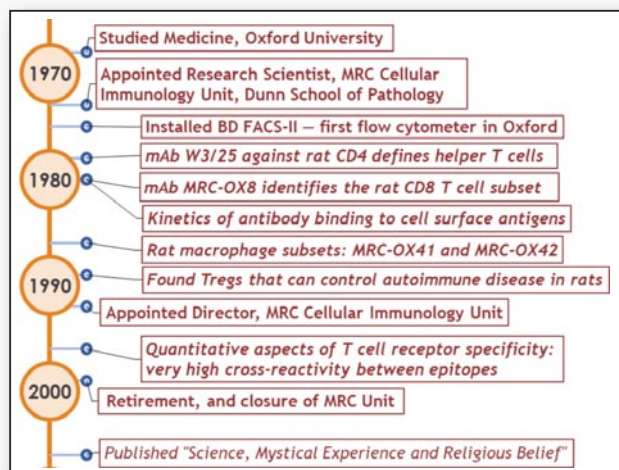 Studied Medicine, Oxford University
1970
Appointed Research Scientist, MRC Cellular
Immunology Unit, Dunn School of Pathology
Installed BD FACS-II — first flow cytometer in Oxford
mAb W3/25 against rat CD4 defines helper T cells
1980
mAb MRC-OX8 identifies the rat CD8 T cell subset
Kinetics of antibody binding to cell surface antigens
Rat macrophage subsets: MRC-OX41 and MRC-OX42
1990
Found Tregs that can control autoimmune disease in rats
Appointed Director, MRC Cellular Immunology Unit
Quantitative aspects of T cell receptor specificity:
very high cross-reactivity between epitopes
2000
Retirement, and closure of MRC Unit
Published "Science, Mystical Experience and Religious Belief"